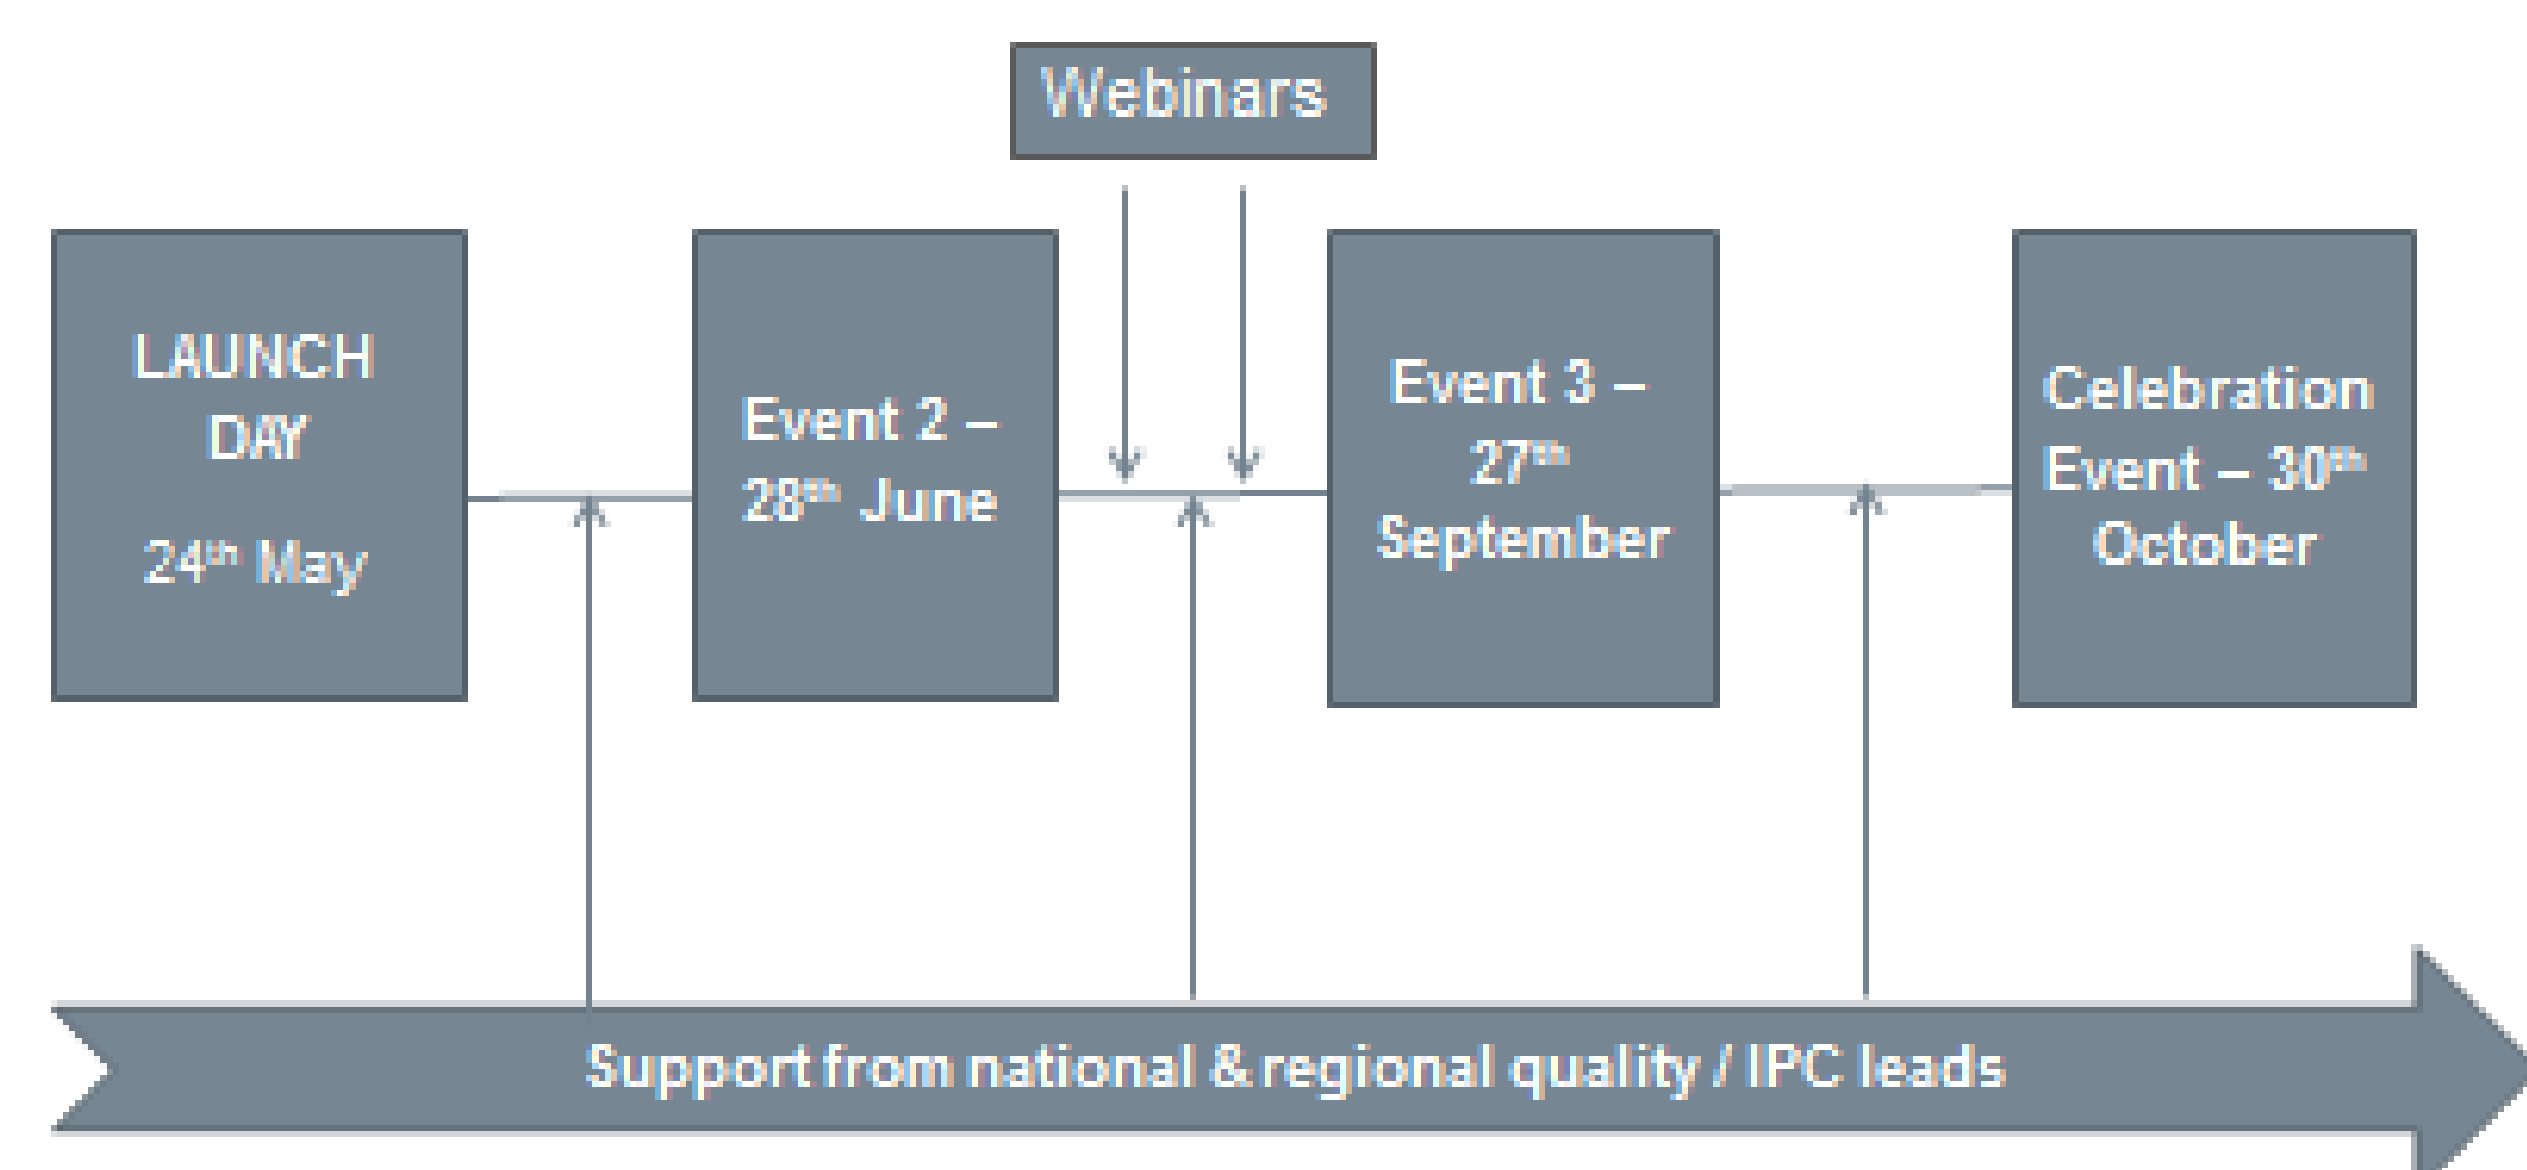 Webinars
LAUNCH
DAY
24th May
Event 2 –
28th June
Event 3 –
27th
September
Celebration
Event – 30th
October
Support from national & regional quality / IPC leads